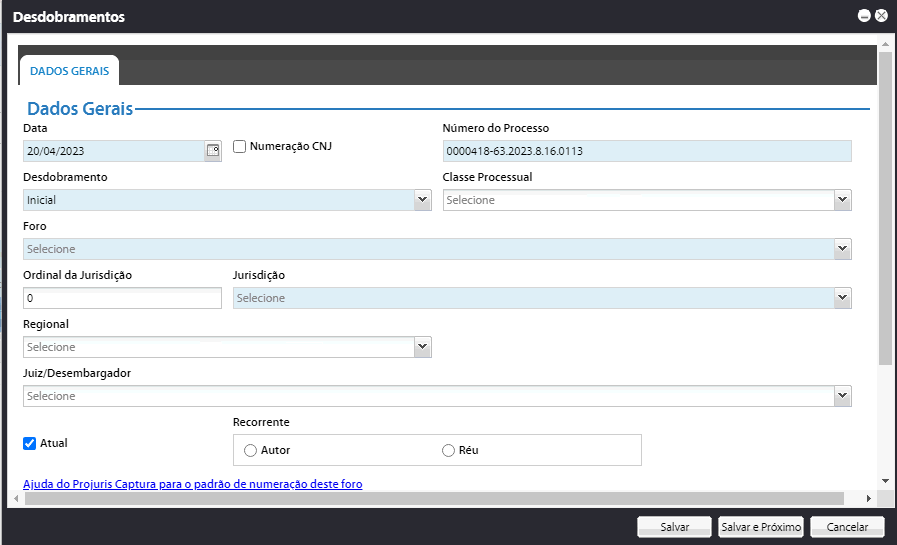 Desdobramentos
DADOS GERAIS
Dados Gerais
Data
20/04/2023
Numeração CNJ
Número do Processo
0000418-63.2023.8.16.0113
Desdobramento
Inicial
Classe Processual
Selecione
Foro
Selecione
Ordinal da Jurisdição
0
Jurisdição
Selecione
Regional
Selecione
Juiz/Desembargador
Selecione
Atual
Recorrente
Autor
Réu
Ajuda do Projuris Captura para o padrão de numeração deste foro
Salvar
Salvar e Próximo
Cancelar